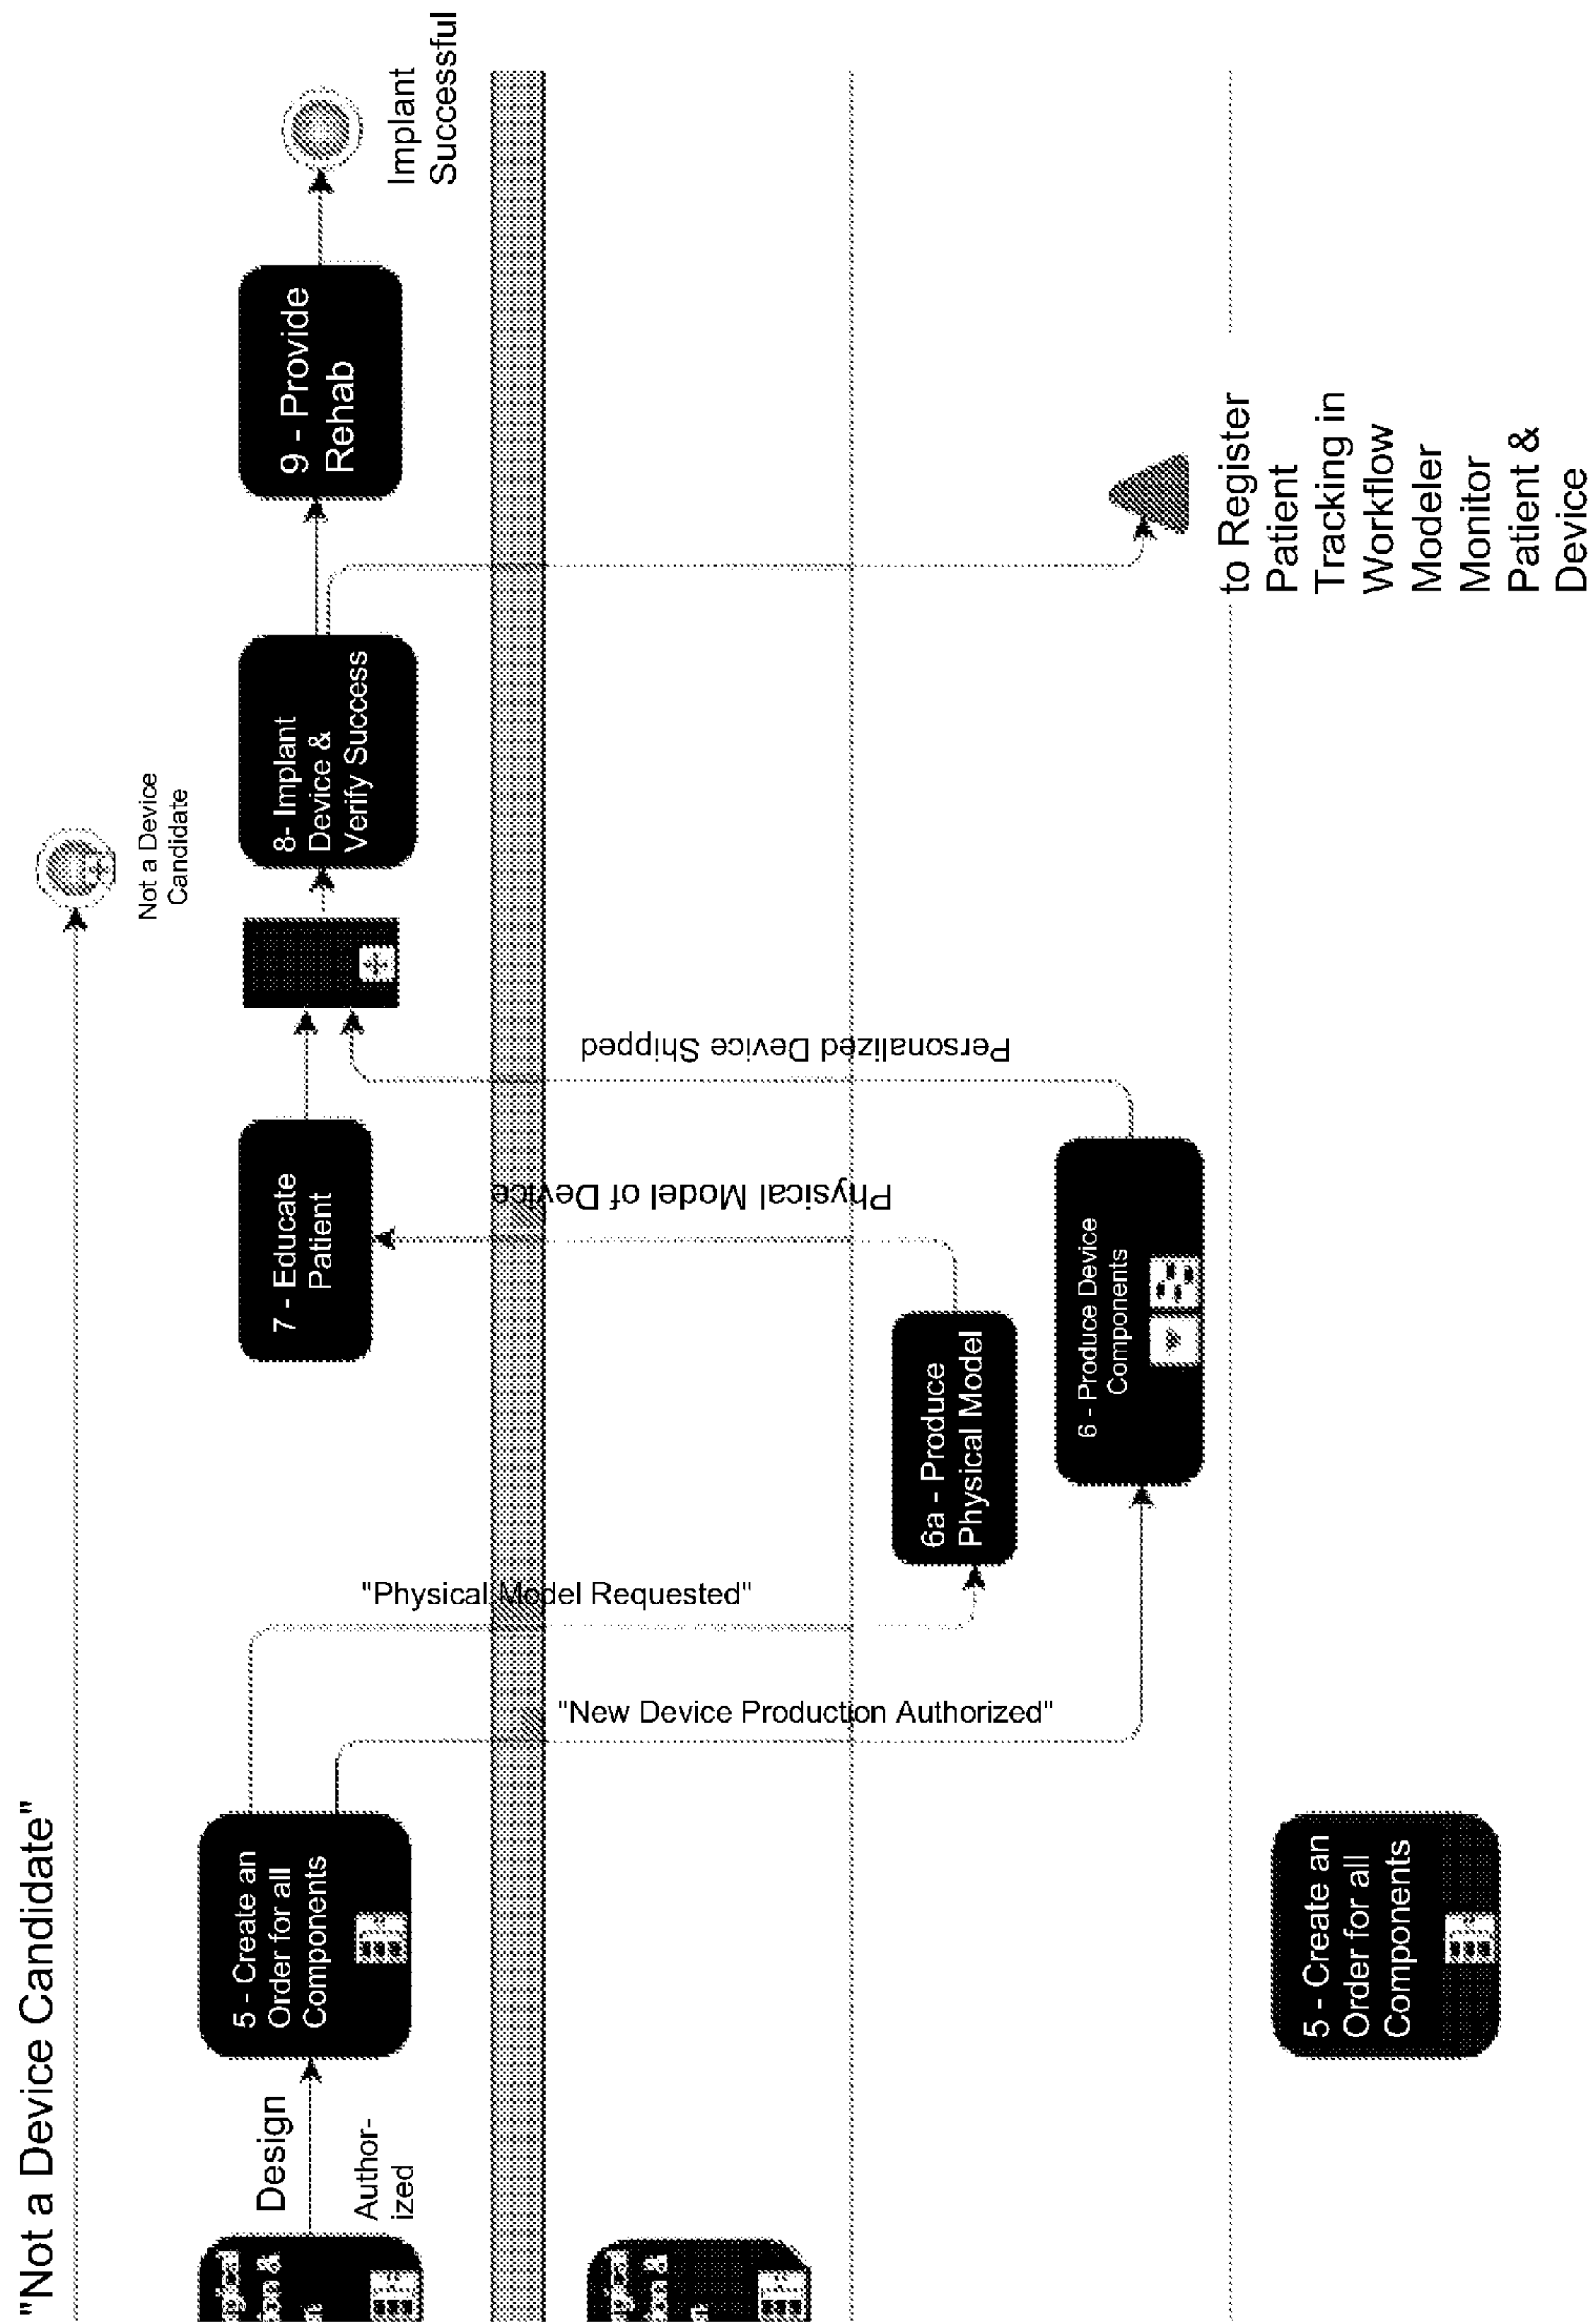 "Not a Device Candidate"
Not a Device
Candidate
Design
Author-
ized
5 - Create an
Order for all
Components
"Physical Model Requested"
"New Device Production Authorized"
7 - Educate
Patient
Physical Model of Device
Personalized Device Shipped
8- Implant
Device &
Verify Success
9 - Provide
Rehab
Implant
Successful
6a - Produce
Physical Model
6 - Produce Device
Components
to Register
Patient
Tracking in
Workflow
Modeler
Monitor
Patient &
Device
5 - Create an
Order for all
Components